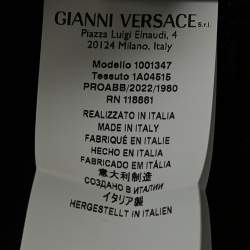 GIANNI VERSACE S.r.l.
Piazza Luigi Einaudi, 4
20124 Milano, Italy
Modello 1001347
Tessuto 1A04515
PROABB/2022/1980
RN 118661
REALIZZATO IN ITALIA
MADE IN ITALY
FABRIQUÉ EN ITALIE
HECHO EN ITALIA
FABRICADO EM ITÁLIA
意大利制造
СОЗДАНО В ИТАЛИИ
イタリア製
HERGESTELLT IN ITALIEN